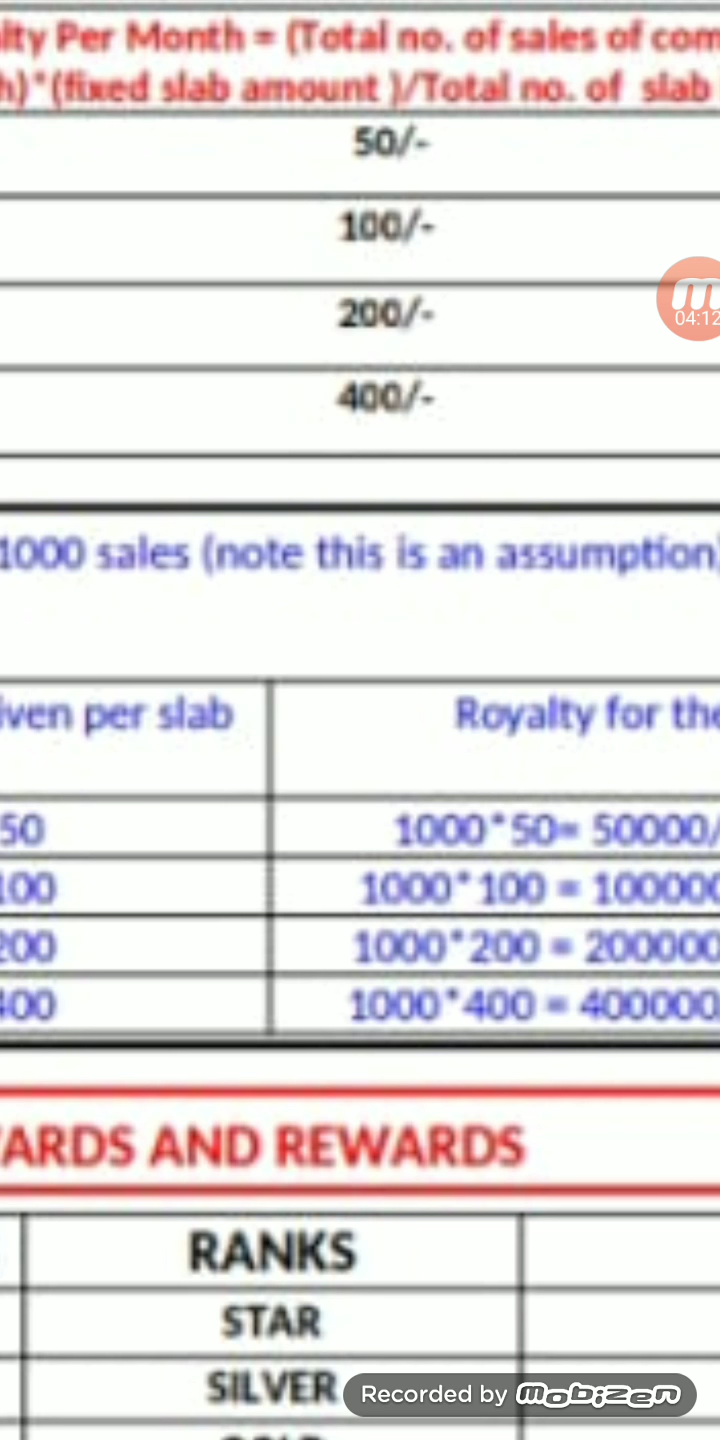 lty Per Month = (Total no. of sales of com
h)*(fixed slab amount )/Total no. of slab
50/-
100/-
200/-
04:12
400/-
1000 sales (note this is an assumption)
iven per slab
Royalty for the
50
1000*50= 50000/
100
1000*100 = 100000
200
1000*200 = 200000
400
1000*400 = 400000
ARDS AND REWARDS
RANKS
STAR
SILVER
Recorded by mobizen
GOLD